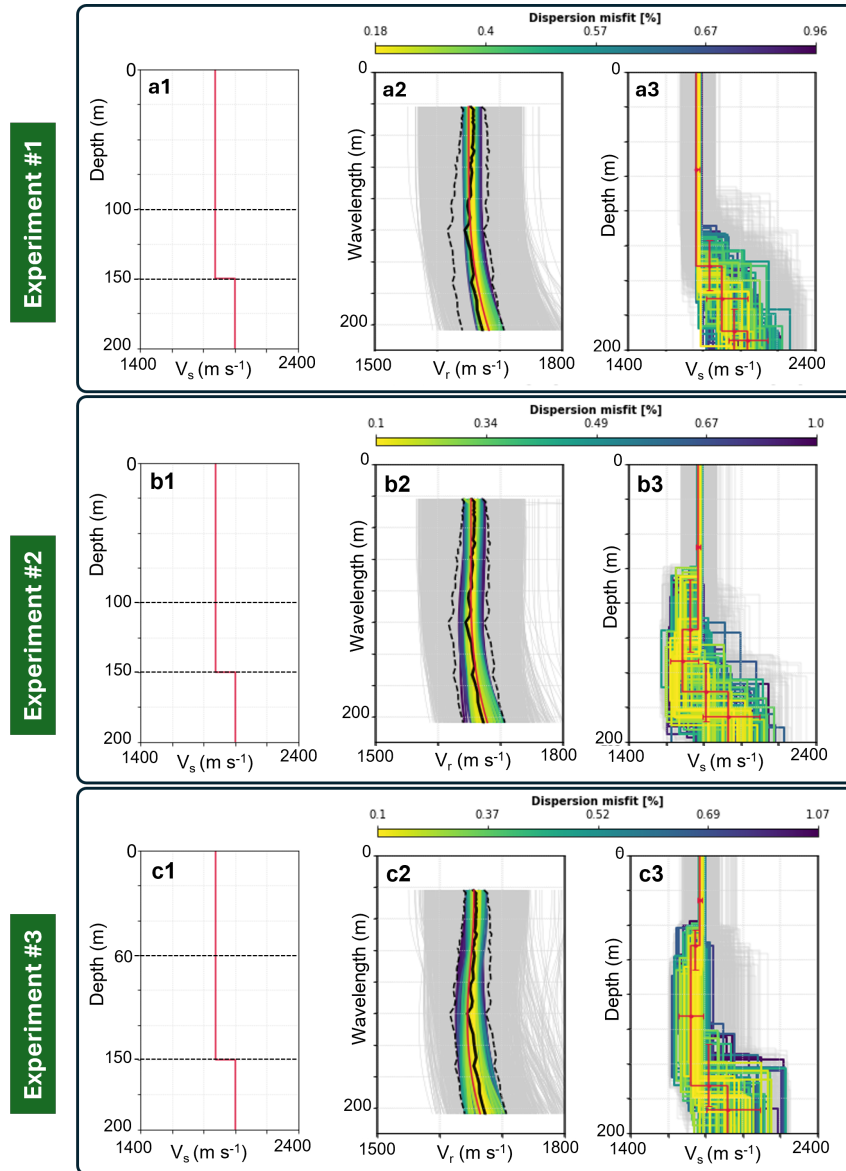 Experiment #1
Dispersion misfit [%]
0.18 0.4 0.57 0.67 0.96
a1
0
100
150
200
Depth (m)
1400 2400
Vₛ (m s⁻¹)
a2
0
200
Wavelength (m)
1500 1800
Vᵣ (m s⁻¹)
a3
0
200
Depth (m)
1400 2400
Vₛ (m s⁻¹)
Experiment #2
Dispersion misfit [%]
0.1 0.34 0.49 0.67 1.0
b1
0
100
150
200
Depth (m)
1400 2400
Vₛ (m s⁻¹)
b2
0
200
Wavelength (m)
1500 1800
Vᵣ (m s⁻¹)
b3
0
200
Depth (m)
1400 2400
Vₛ (m s⁻¹)
Experiment #3
Dispersion misfit [%]
0.1 0.37 0.52 0.69 1.07
c1
0
60
150
200
Depth (m)
1400 2400
Vₛ (m s⁻¹)
c2
0
200
Wavelength (m)
1500 1800
Vᵣ (m s⁻¹)
c3
0
200
Depth (m)
1400 2400
Vₛ (m s⁻¹)